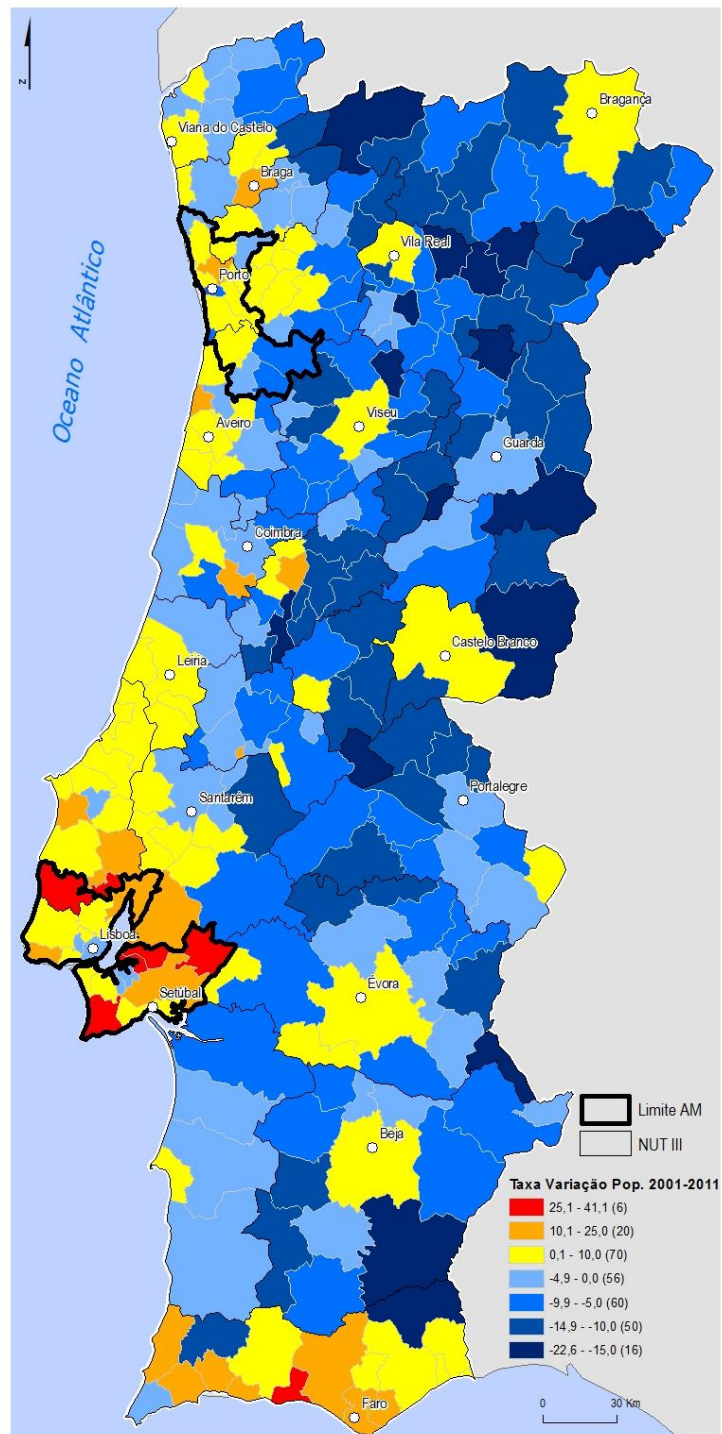 z
Oceano Atlântico
Bragança
Viana do Castelo
Braga
Vila Real
Porto
Viseu
Aveiro
Guarda
Coimbra
Castelo Branco
Leiria
Portalegre
Santarém
Lisboa
Évora
Setúbal
Beja
Faro
Limite AM
NUT III
Taxa Variação Pop. 2001-2011
25,1 - 41,1 (6)
10,1 - 25,0 (20)
0,1 - 10,0 (70)
-4,9 - 0,0 (56)
-9,9 - -5,0 (60)
-14,9 - -10,0 (50)
-22,6 - -15,0 (16)
0 30 Km